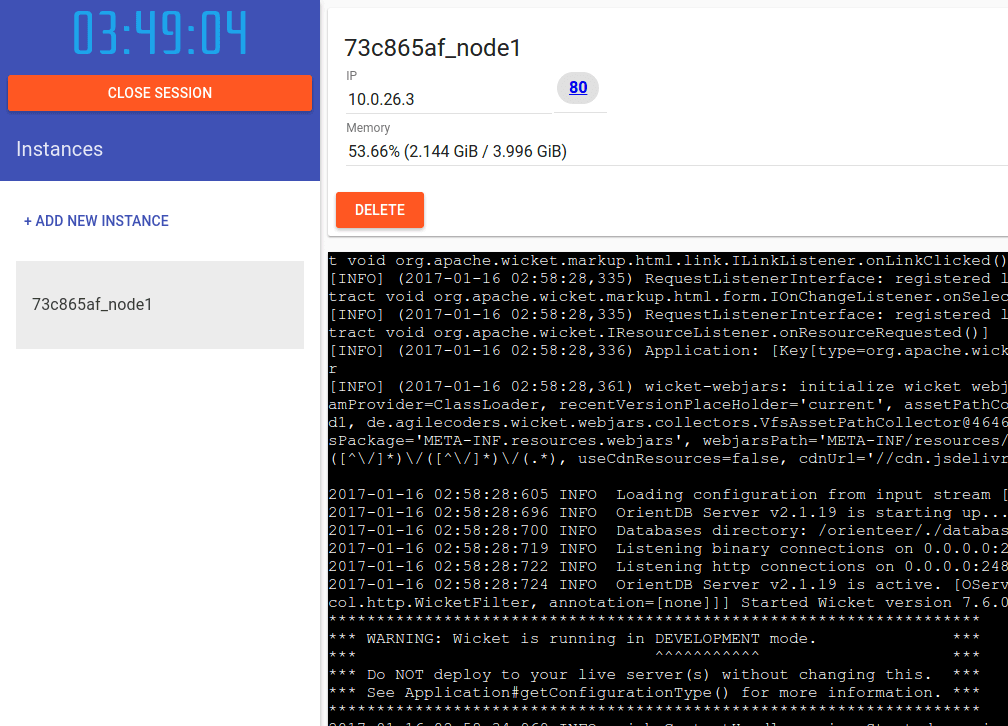 03:49:04
CLOSE SESSION
Instances
+ ADD NEW INSTANCE
73c865af_node1
73c865af_node1
IP
10.0.26.3
80
Memory
53.66% (2.144 GiB / 3.996 GiB)
DELETE
t void org.apache.wicket.markup.html.link.ILinkListener.onLinkClicked()
[INFO] (2017-01-16 02:58:28,335) RequestListenerInterface: registered l
tract void org.apache.wicket.markup.html.form.IOnChangeListener.onSelec
[INFO] (2017-01-16 02:58:28,335) RequestListenerInterface: registered l
tract void org.apache.wicket.IResourceListener.onResourceRequested()]
[INFO] (2017-01-16 02:58:28,336) Application: [Key[type=org.apache.wick
r
[INFO] (2017-01-16 02:58:28,361) wicket-webjars: initialize wicket webj
amProvider=ClassLoader, recentVersionPlaceHolder='current', assetPathCo
d1, de.agilecoders.wicket.webjars.collectors.VfsAssetPathCollector@4646
sPackage='META-INF.resources.webjars', webjarsPath='META-INF/resources/
([^\/]*)\/([^\/]*)\/(.*), useCdnResources=false, cdnUrl='//cdn.jsdelivr
2017-01-16 02:58:28:605 INFO  Loading configuration from input stream [
2017-01-16 02:58:28:696 INFO  OrientDB Server v2.1.19 is starting up...
2017-01-16 02:58:28:700 INFO  Databases directory: /orienteer/./databas
2017-01-16 02:58:28:719 INFO  Listening binary connections on 0.0.0.0:2
2017-01-16 02:58:28:722 INFO  Listening http connections on 0.0.0.0:248
2017-01-16 02:58:28:724 INFO  OrientDB Server v2.1.19 is active. [OServ
col.http.WicketFilter, annotation=[none]]] Started Wicket version 7.6.0
********************************************************************
*** WARNING: Wicket is running in DEVELOPMENT mode.              ***
***                               ^^^^^^^^^^^                    ***
*** Do NOT deploy to your live server(s) without changing this.  ***
*** See Application#getConfigurationType() for more information. ***
********************************************************************